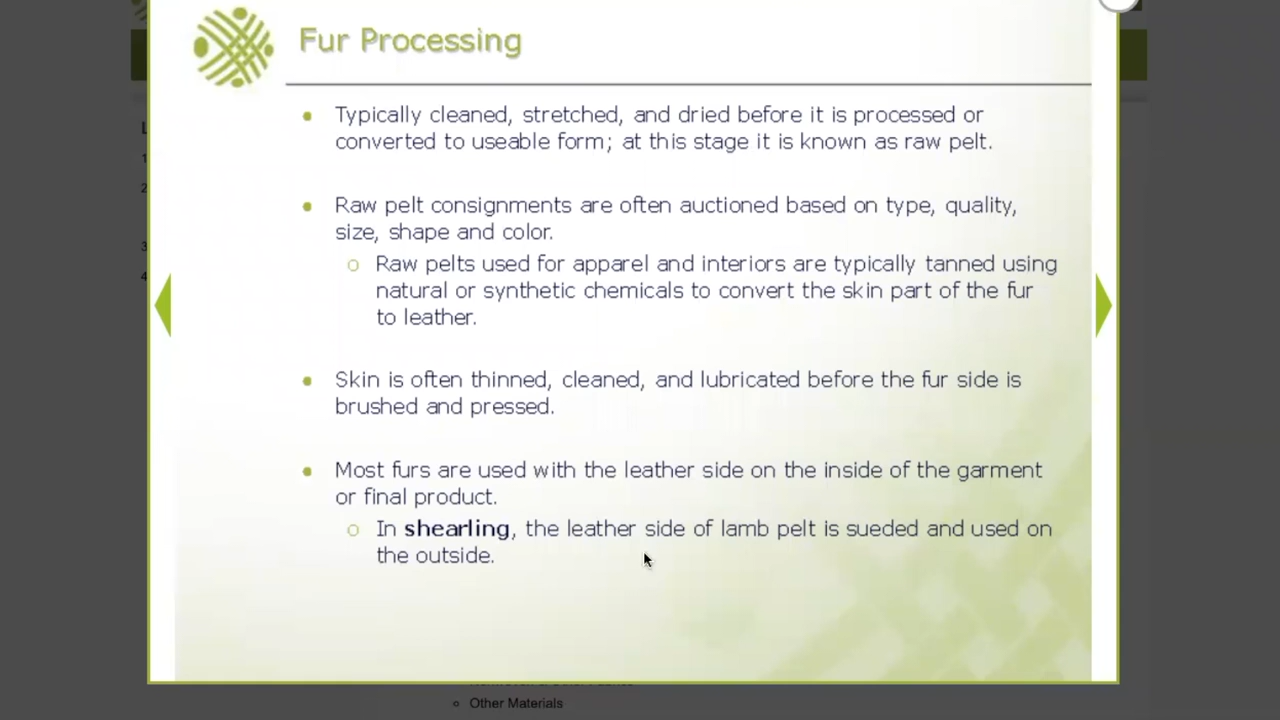 Fur Processing
Typically cleaned, stretched, and dried before it is processed or
converted to useable form; at this stage it is known as raw pelt.
Raw pelt consignments are often auctioned based on type, quality,
size, shape and color.
Raw pelts used for apparel and interiors are typically tanned using
natural or synthetic chemicals to convert the skin part of the fur
to leather.
Skin is often thinned, cleaned, and lubricated before the fur side is
brushed and pressed.
Most furs are used with the leather side on the inside of the garment
or final product.
In shearling, the leather side of lamb pelt is sueded and used on
the outside.
Other Materials